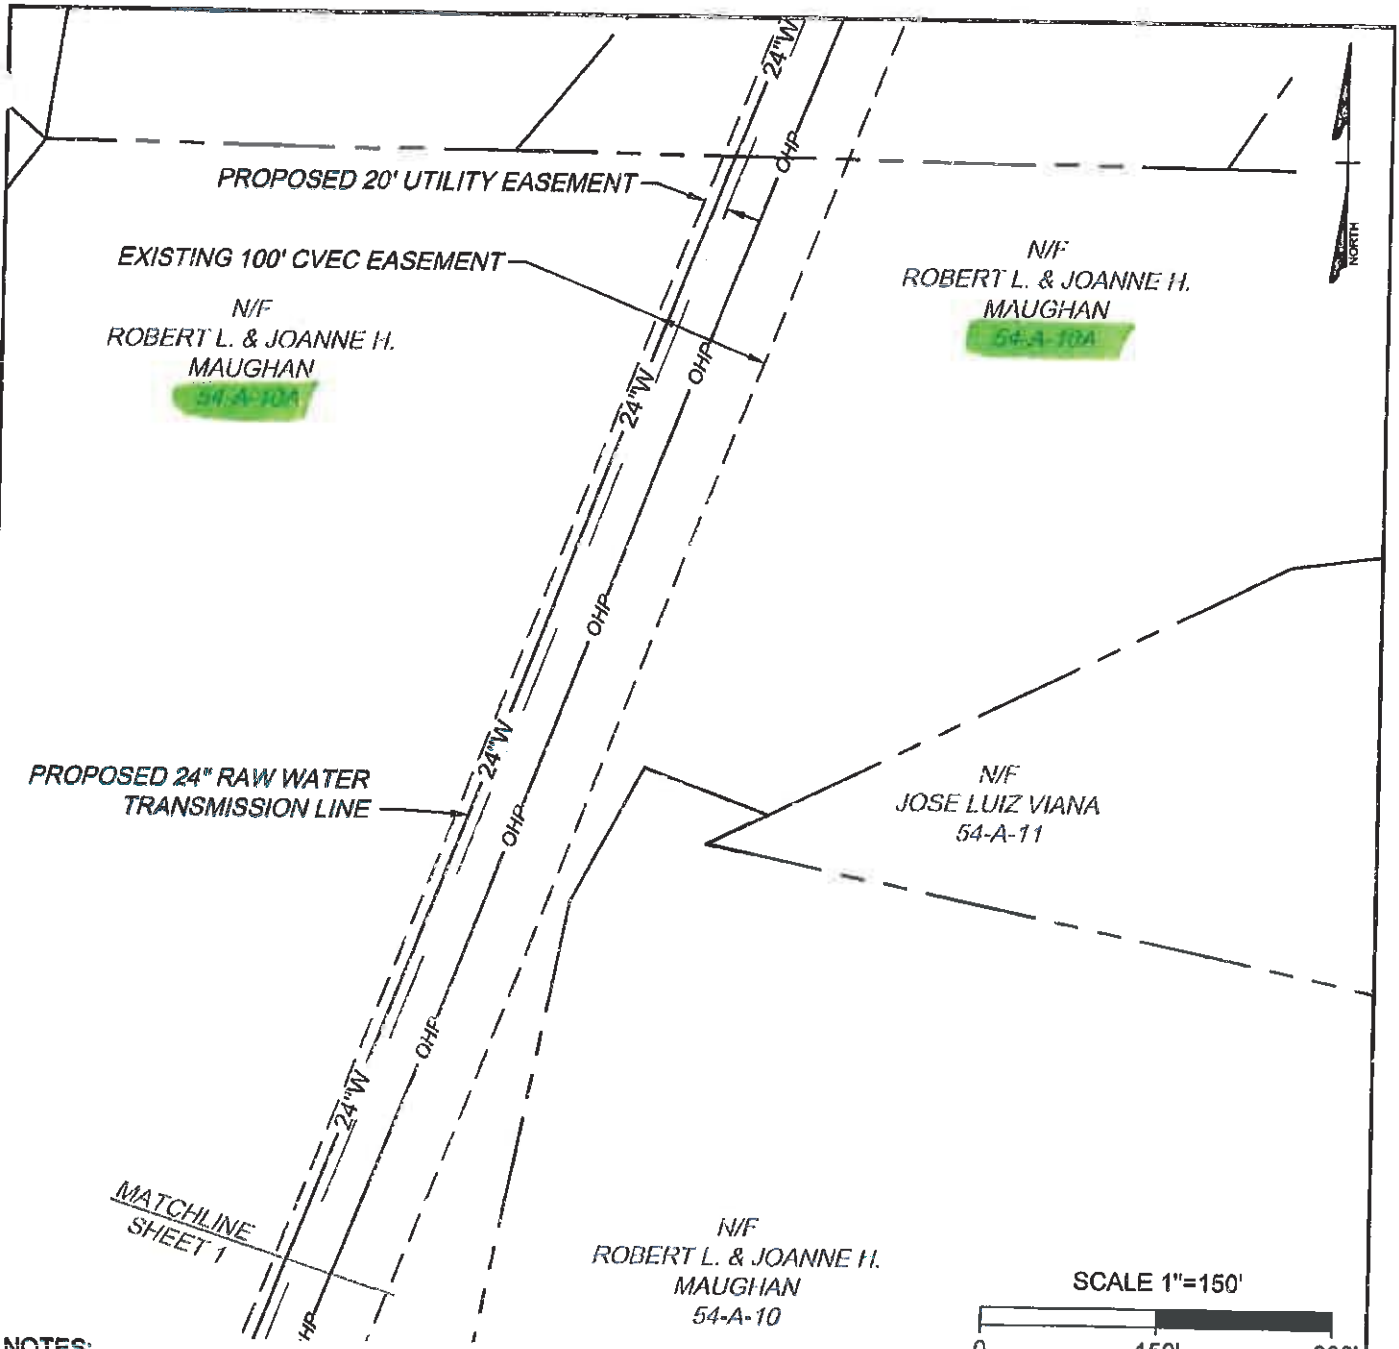 24"W
OHP
PROPOSED 20' UTILITY EASEMENT
EXISTING 100' CVEC EASEMENT
N/F
ROBERT L. & JOANNE H.
MAUGHAN
54-A-10A
N/F
ROBERT L. & JOANNE H.
MAUGHAN
54-A-10A
NORTH
OHP
24"W
OHP
24"W
PROPOSED 24" RAW WATER
TRANSMISSION LINE
OHP
N/F
JOSE LUIZ VIANA
54-A-11
OHP
24"W
MATCHLINE
SHEET 1
N/F
ROBERT L. & JOANNE H.
MAUGHAN
54-A-10
SCALE 1"=150'
0 150'
HP
NOTES: